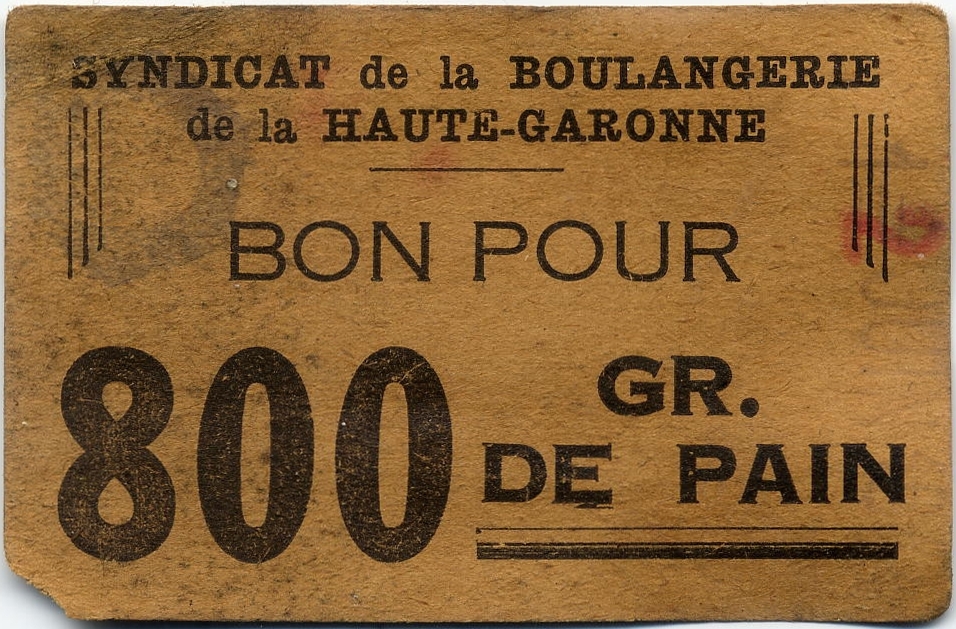 SYNDICAT de la BOULANGERIE
de la HAUTE-GARONNE
BON POUR
800 GR.
DE PAIN